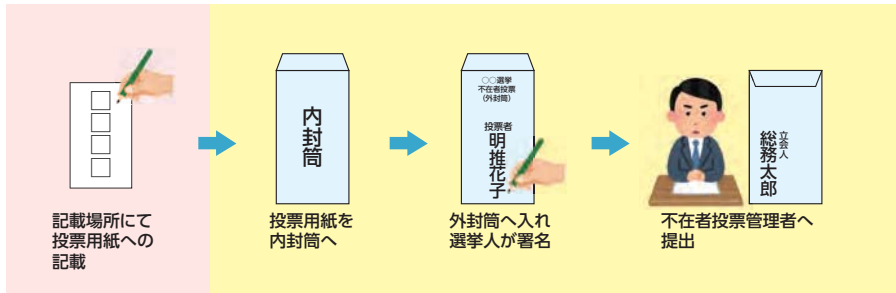 内封筒
○○選挙
不在者投票
(外封筒)
投票者
明推花子
立会人
総務太郎
記載場所にて
投票用紙への
記載
投票用紙を
内封筒へ
外封筒へ入れ
選挙人が署名
不在者投票管理者へ
提出